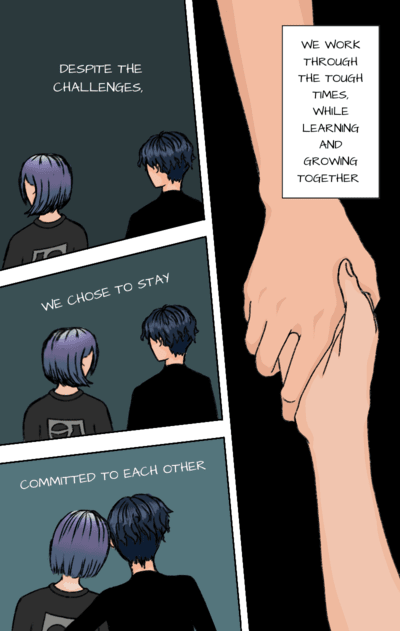 DESPITE THE
CHALLENGES,
WE CHOSE TO STAY
COMMITTED TO EACH OTHER
WE WORK
THROUGH
THE TOUGH
TIMES,
WHILE
LEARNING
AND
GROWING
TOGETHER